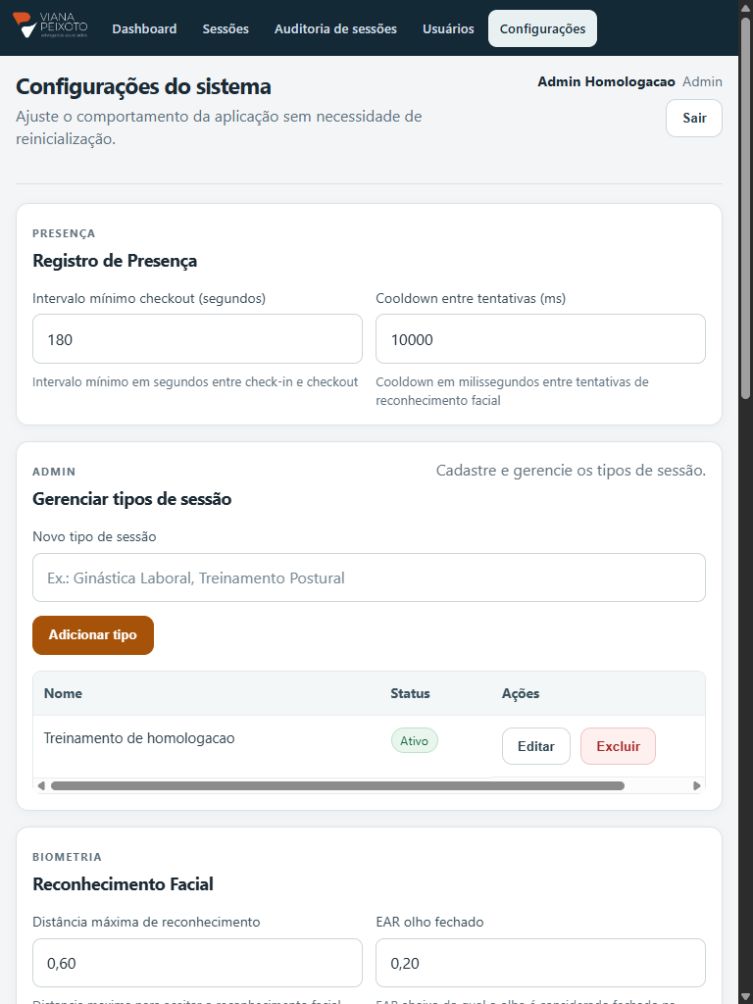 VIANA
PEIXOTO
Dashboard
Sessões
Auditoria de sessões
Usuários
Configurações
Configurações do sistema
Admin Homologacao Admin
Ajuste o comportamento da aplicação sem necessidade de
reinicialização.
Sair
PRESENÇA
Registro de Presença
Intervalo mínimo checkout (segundos)
Cooldown entre tentativas (ms)
180
10000
Intervalo mínimo em segundos entre check-in e checkout
Cooldown em milissegundos entre tentativas de
reconhecimento facial
ADMIN
Cadastre e gerencie os tipos de sessão.
Gerenciar tipos de sessão
Novo tipo de sessão
Ex.: Ginástica Laboral, Treinamento Postural
Adicionar tipo
Nome
Status
Ações
Treinamento de homologacao
Ativo
Editar
Excluir
BIOMETRIA
Reconhecimento Facial
Distância máxima de reconhecimento
EAR olho fechado
0,60
0,20